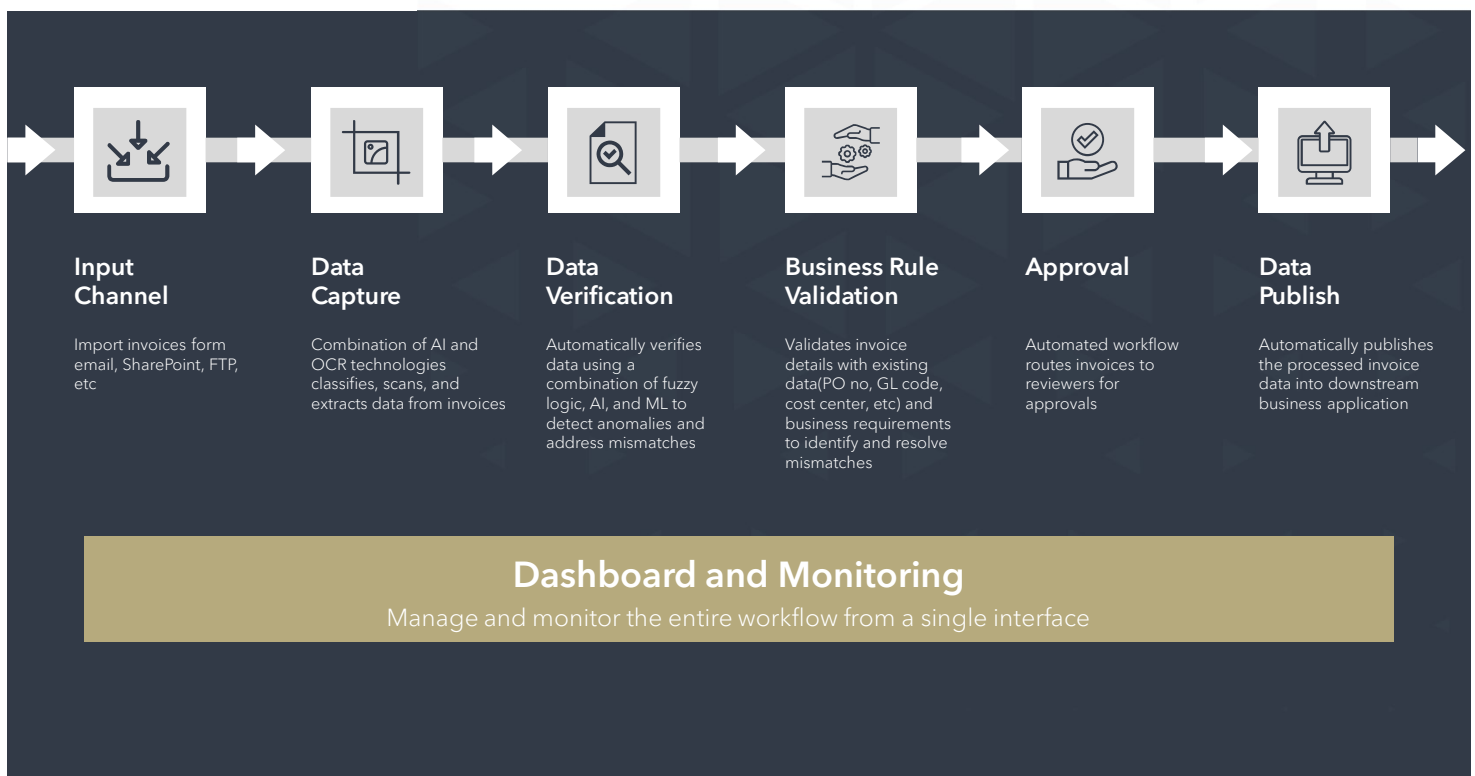 Input
Channel
Import invoices form
email, SharePoint, FTP,
etc
Data
Capture
Combination of AI and
OCR technologies
classifies, scans, and
extracts data from invoices
Data
Verification
Automatically verifies
data using a
combination of fuzzy
logic, AI, and ML to
detect anomalies and
address mismatches
Business Rule
Validation
Validates invoice
details with existing
data(PO no, GL code,
cost center, etc) and
business requirements
to identify and resolve
mismatches
Approval
Automated workflow
routes invoices to
reviewers for
approvals
Data
Publish
Automatically publishes
the processed invoice
data into downstream
business application
Dashboard and Monitoring
Manage and monitor the entire workflow from a single interface